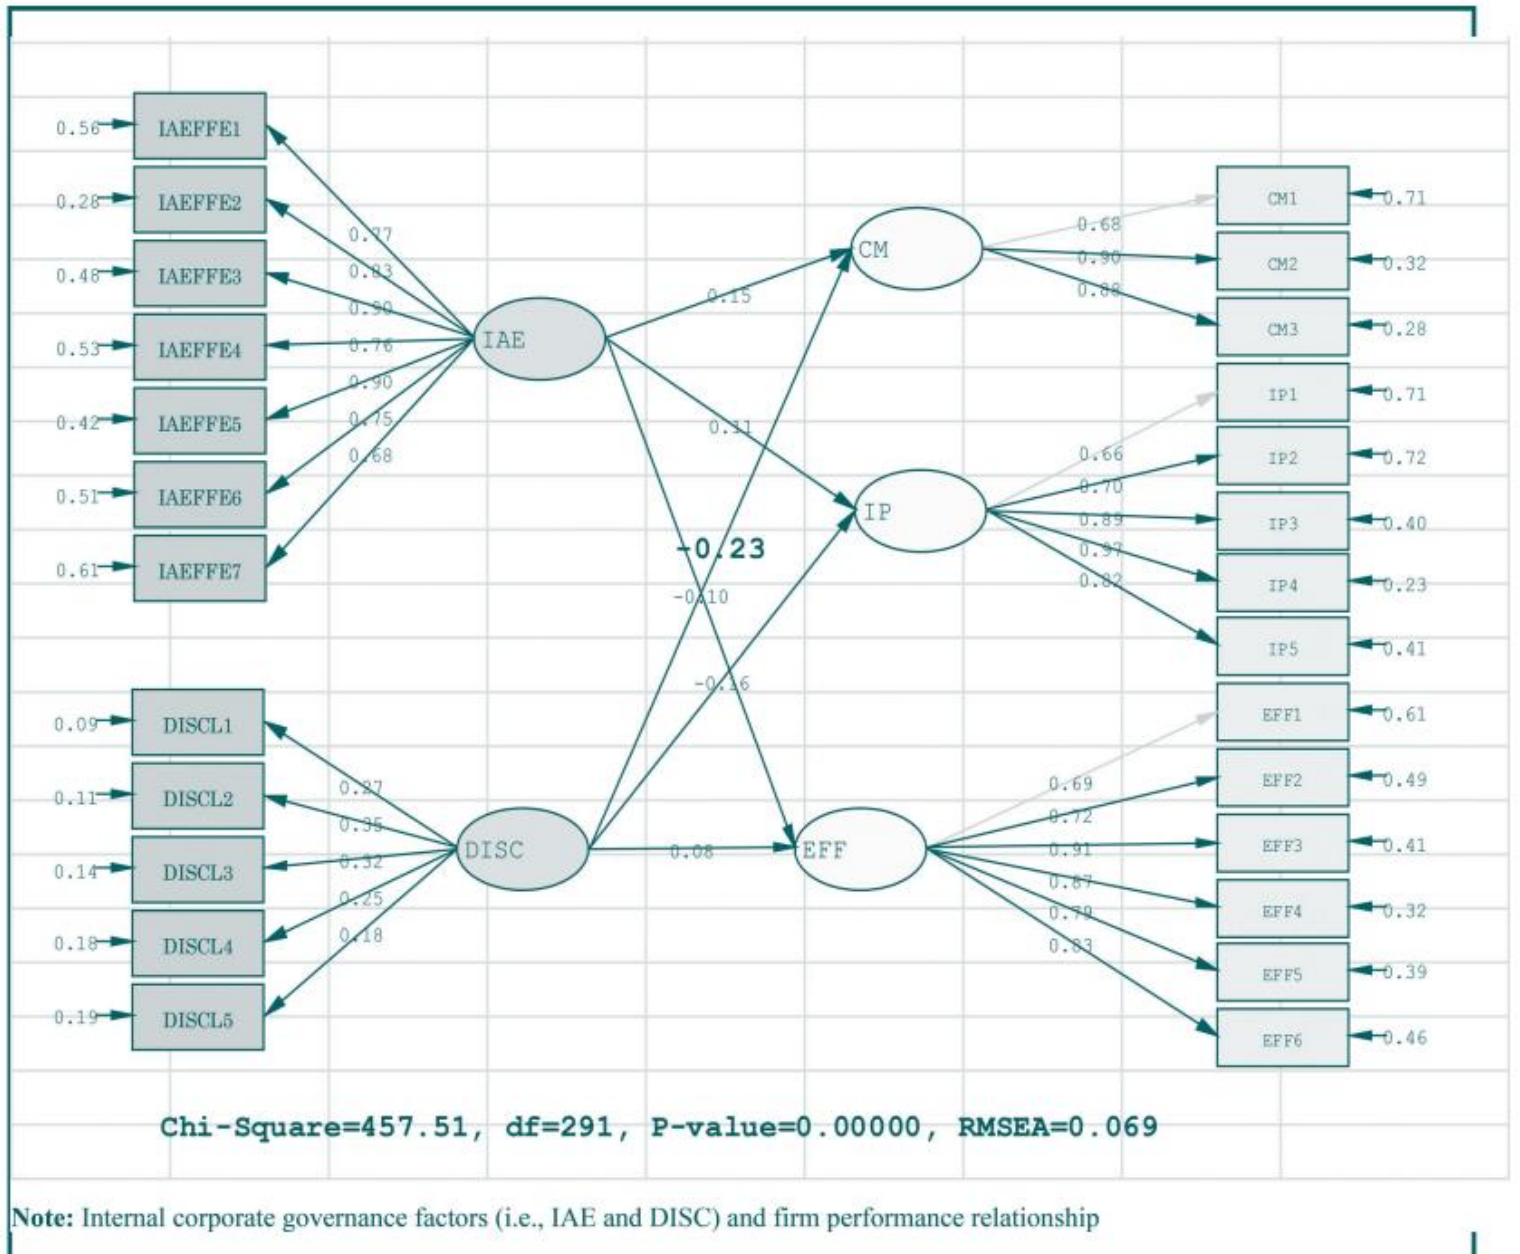 0.56 IAEFFE1
0.28 IAEFFE2
0.48 IAEFFE3
0.53 IAEFFE4
0.42 IAEFFE5
0.51 IAEFFE6
0.61 IAEFFE7
0.77
0.83
0.90
0.76
0.90
0.75
0.68
IAE
0.09 DISCL1
0.11 DISCL2
0.14 DISCL3
0.18 DISCL4
0.19 DISCL5
0.27
0.35
0.32
0.25
0.18
DISC
0.15
0.11
-0.23
-0.10
-0.16
0.08
CM
IP
EFF
0.68
0.90
0.88
CM1 0.71
CM2 0.32
CM3 0.28
0.66
0.70
0.89
0.97
0.82
IP1 0.71
IP2 0.72
IP3 0.40
IP4 0.23
IP5 0.41
0.69
0.72
0.91
0.87
0.79
0.83
EFF1 0.61
EFF2 0.49
EFF3 0.41
EFF4 0.32
EFF5 0.39
EFF6 0.46
Chi-Square=457.51, df=291, P-value=0.00000, RMSEA=0.069
Note: Internal corporate governance factors (i.e., IAE and DISC) and firm performance relationship